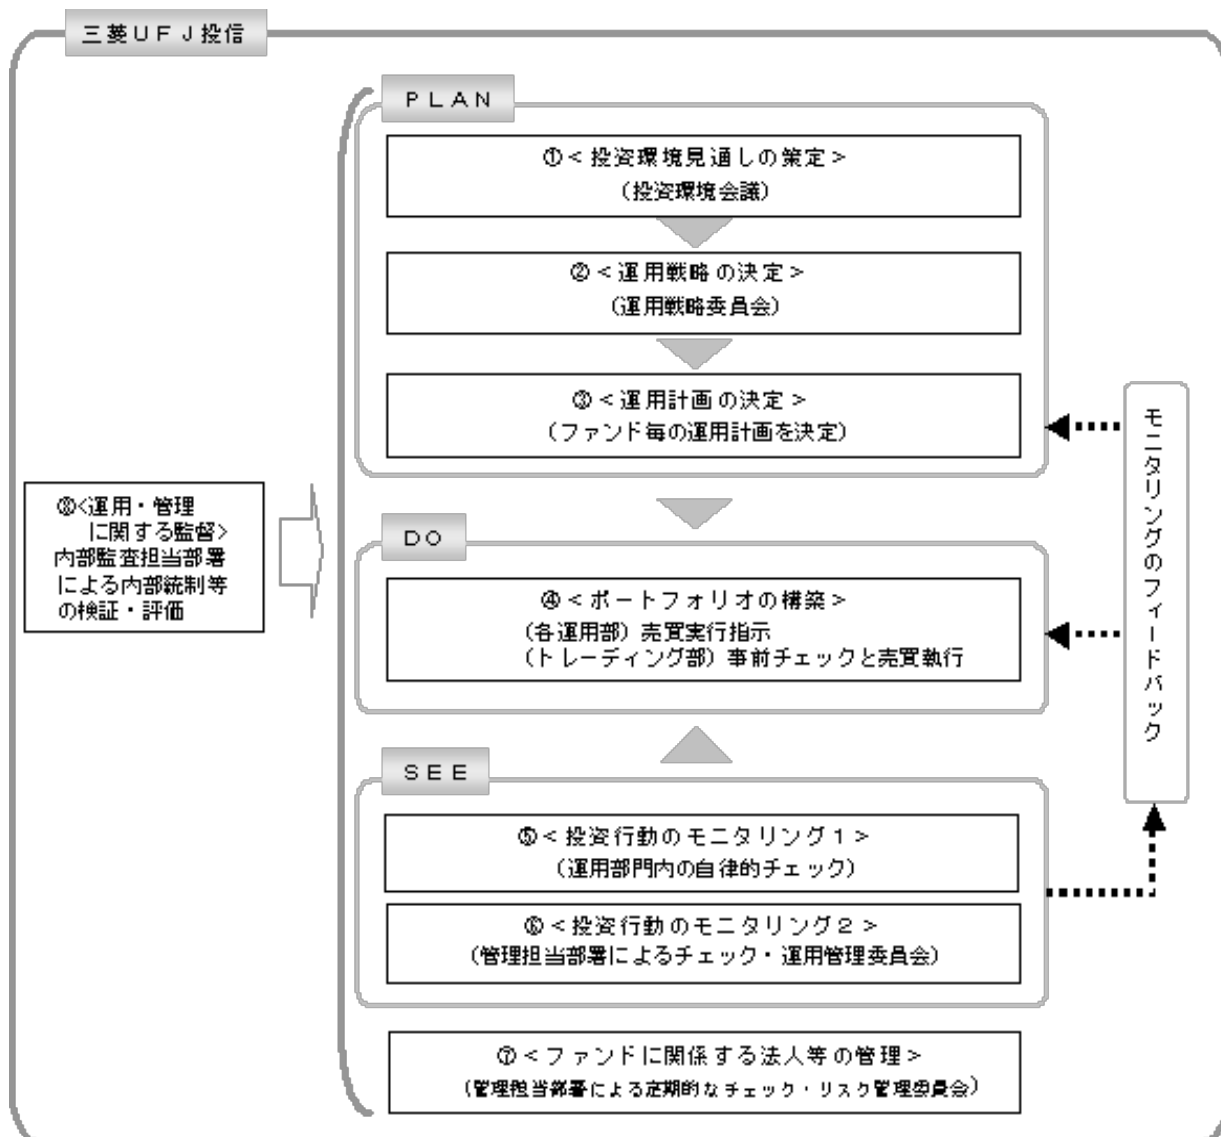 三菱ＵＦＪ投信
ＰＬＡＮ
①＜投資環境見通しの策定＞
（投資環境会議）
②＜運用戦略の決定＞
（運用戦略委員会）
③＜運用計画の決定＞
（ファンド毎の運用計画を決定）
ＤＯ
④＜ポートフォリオの構築＞
（各運用部）売買実行指示
（トレーディング部）事前チェックと売買執行
ＳＥＥ
⑤＜投資行動のモニタリング１＞
（運用部門内の自律的チェック）
⑥＜投資行動のモニタリング２＞
（管理担当部署によるチェック・運用管理委員会）
⑦＜ファンドに関係する法人等の管理＞
（管理担当部署による定期的なチェック・リスク管理委員会）
⑧＜運用・管理
に関する監督＞
内部監査担当部署
による内部統制等
の検証・評価
モニタリングのフィードバック